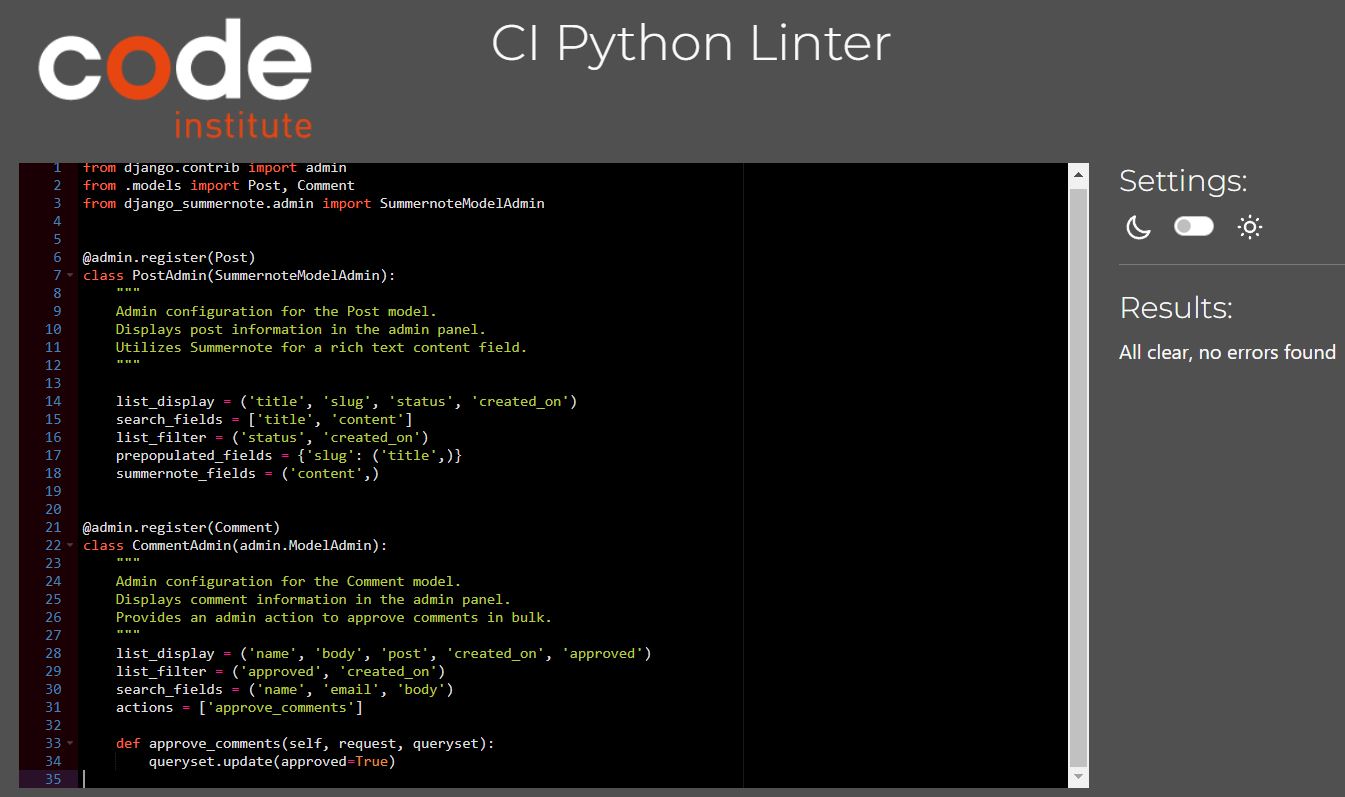 code
institute
CI Python Linter
1 from django.contrib import admin
2 from .models import Post, Comment
3 from django_summernote.admin import SummernoteModelAdmin
4
5
6 @admin.register(Post)
7 class PostAdmin(SummernoteModelAdmin):
8     """
9     Admin configuration for the Post model.
10     Displays post information in the admin panel.
11     Utilizes Summernote for a rich text content field.
12     """
13
14     list_display = ('title', 'slug', 'status', 'created_on')
15     search_fields = ['title', 'content']
16     list_filter = ('status', 'created_on')
17     prepopulated_fields = {'slug': ('title',)}
18     summernote_fields = ('content',)
19
20
21 @admin.register(Comment)
22 class CommentAdmin(admin.ModelAdmin):
23     """
24     Admin configuration for the Comment model.
25     Displays comment information in the admin panel.
26     Provides an admin action to approve comments in bulk.
27     """
28     list_display = ('name', 'body', 'post', 'created_on', 'approved')
29     list_filter = ('approved', 'created_on')
30     search_fields = ('name', 'email', 'body')
31     actions = ['approve_comments']
32
33     def approve_comments(self, request, queryset):
34         queryset.update(approved=True)
35
Settings:
Results:
All clear, no errors found